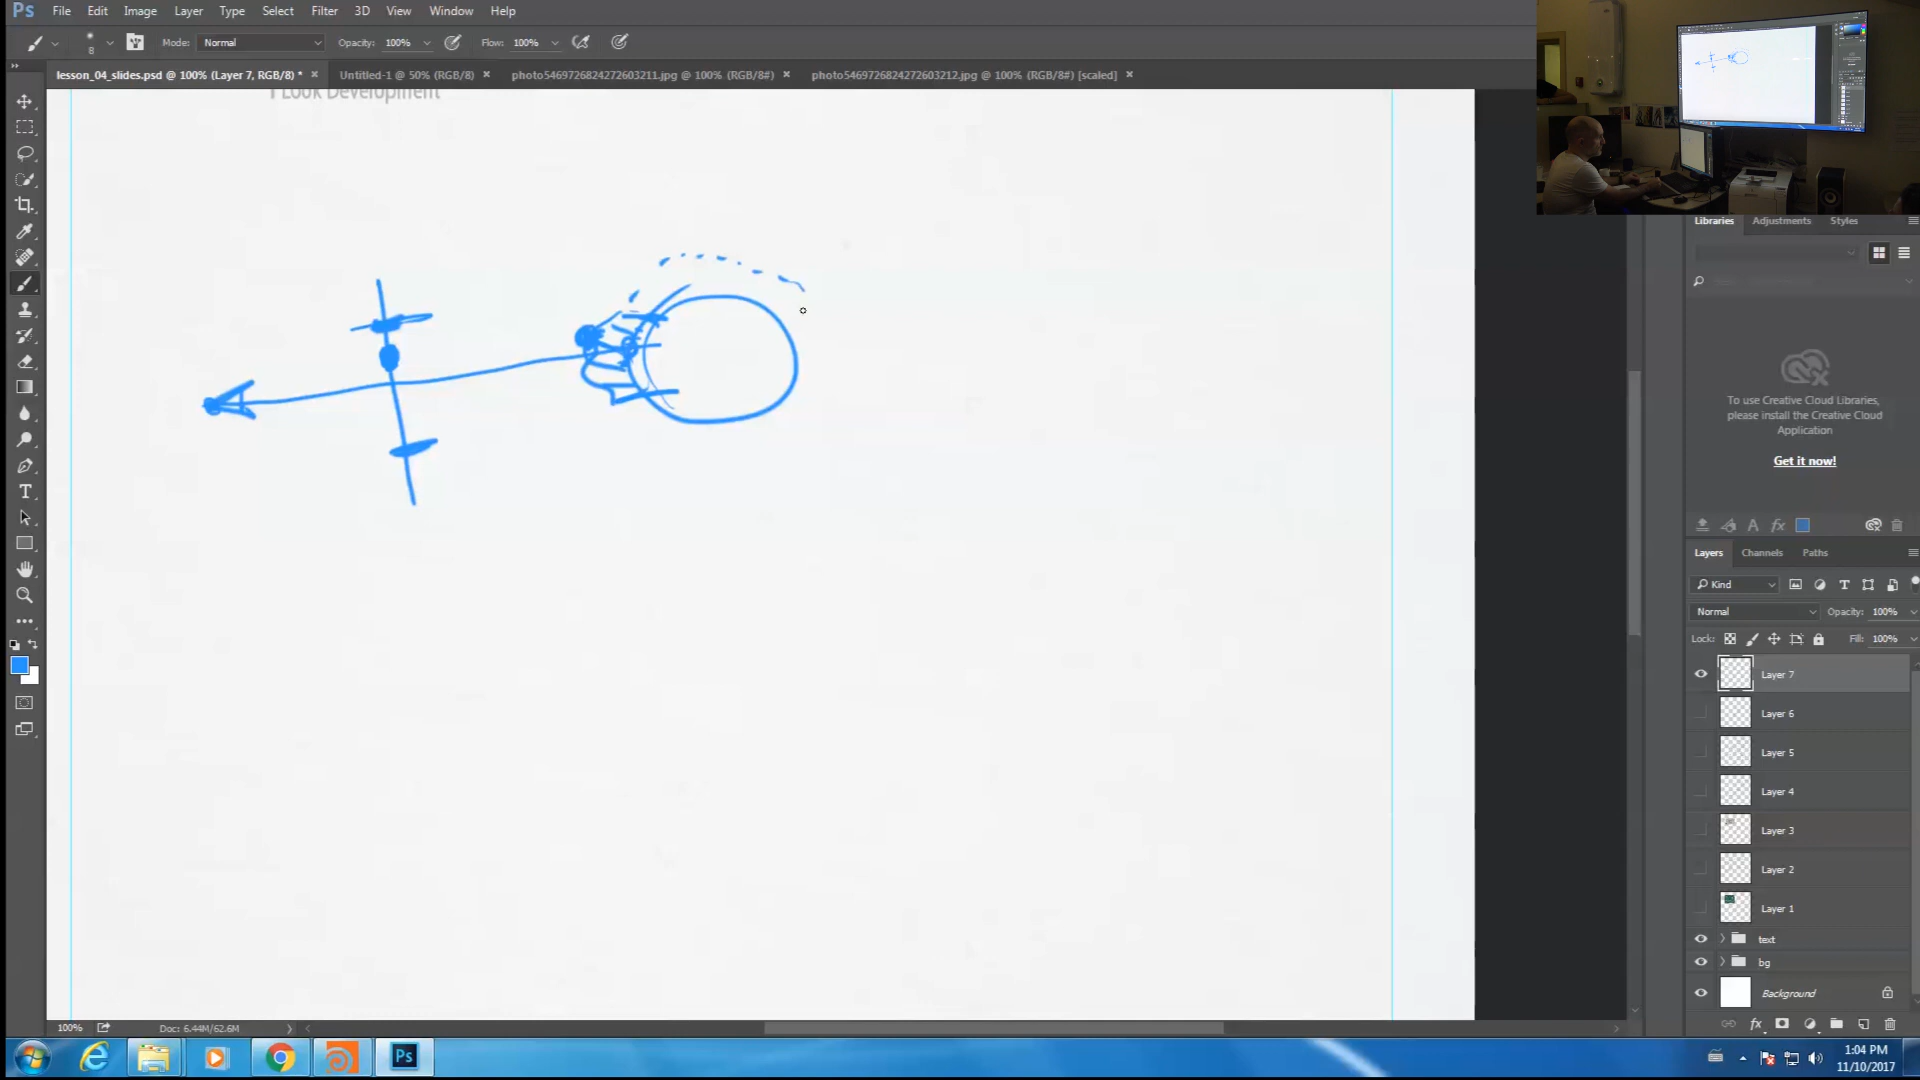 Ps File Edit Image Layer Type Select Filter 3D View Window Help
8 Mode: Normal Opacity: 100% Flow: 100%
lesson_04_slides.psd @ 100% (Layer 7, RGB/8) * × Untitled-1 @ 50% (RGB/8) × photo5469726824272603211.jpg @ 100% (RGB/8#) × photo5469726824272603212.jpg @ 100% (RGB/8#) [scaled] ×
Look Development
Libraries Adjustments Styles
To use Creative Cloud Libraries,
please install the Creative Cloud
Application
Get it now!
Layers Channels Paths
Kind
Normal Opacity: 100%
Lock: Fill: 100%
Layer 7
Layer 6
Layer 5
Layer 4
Layer 3
Layer 2
Layer 1
text
bg
Background
100% Doc: 6.44M/62.6M
Ps
1:04 PM
11/10/2017